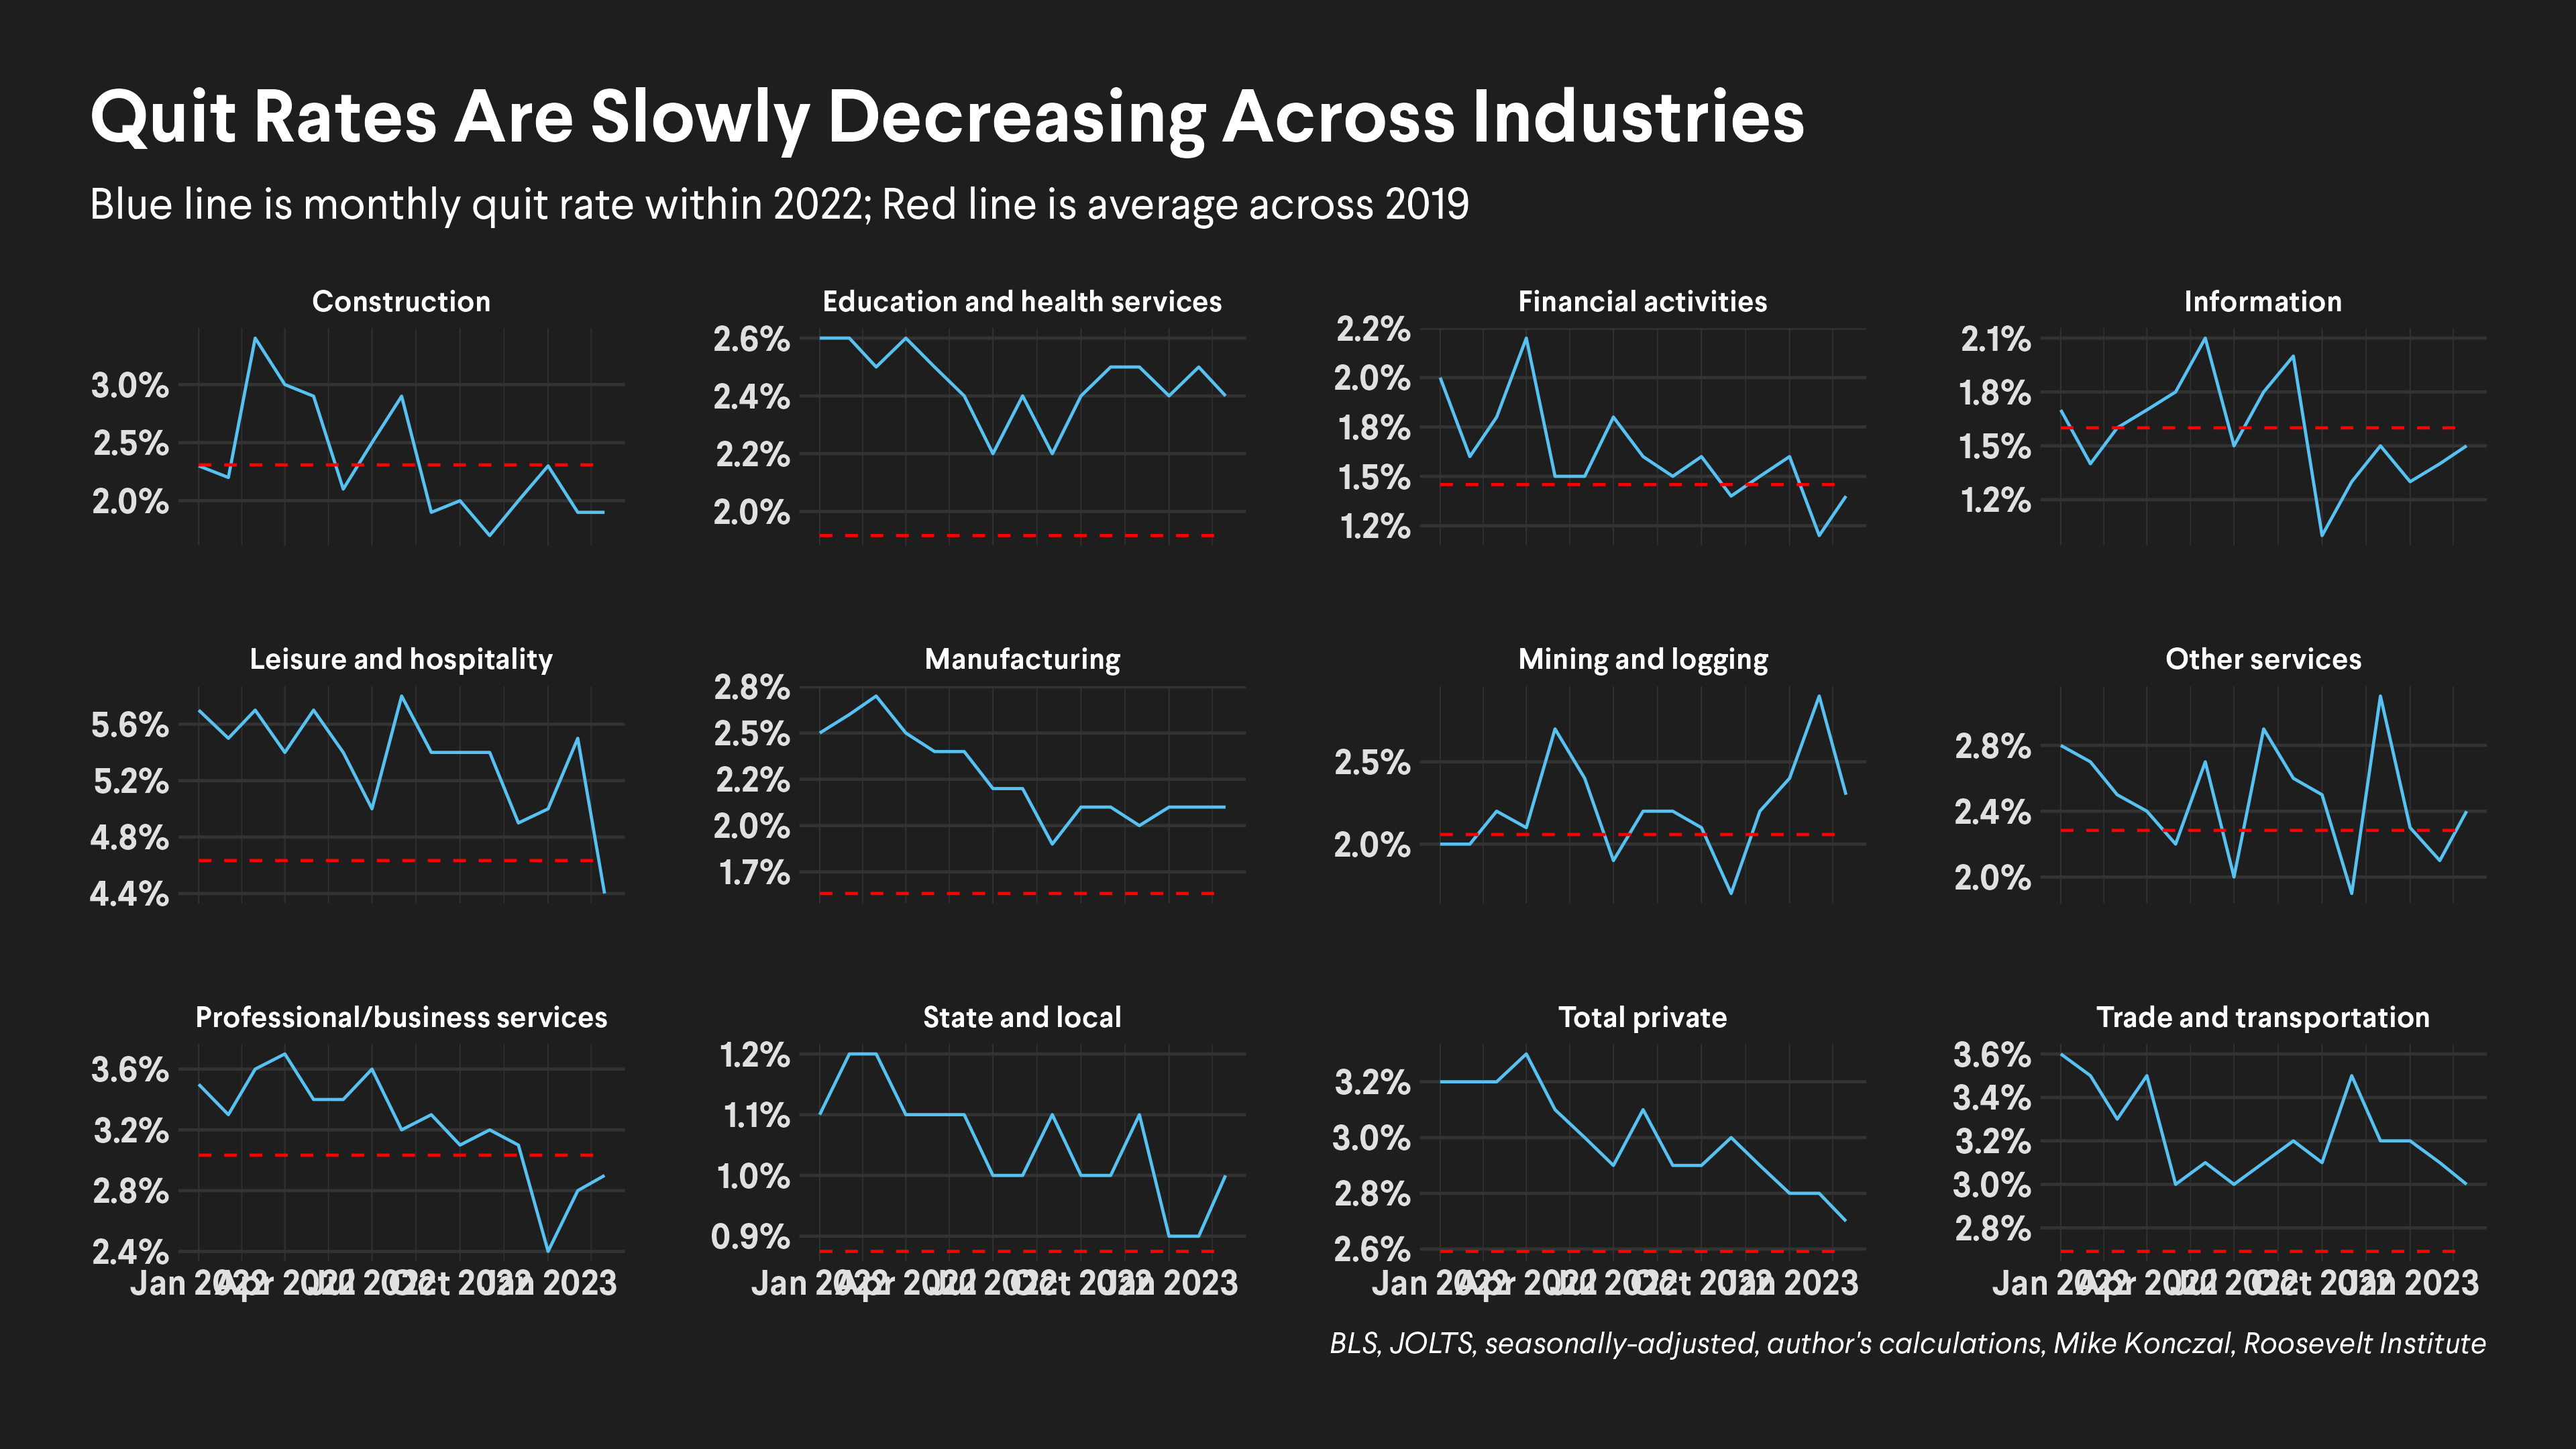 Quit Rates Are Slowly Decreasing Across Industries
Blue line is monthly quit rate within 2022; Red line is average across 2019
Construction
3.0%
2.5%
2.0%
Education and health services
2.6%
2.4%
2.2%
2.0%
Financial activities
2.2%
2.0%
1.8%
1.5%
1.2%
Information
2.1%
1.8%
1.5%
1.2%
Leisure and hospitality
5.6%
5.2%
4.8%
4.4%
Manufacturing
2.8%
2.5%
2.2%
2.0%
1.7%
Mining and logging
2.5%
2.0%
Other services
2.8%
2.4%
2.0%
Professional/business services
3.6%
3.2%
2.8%
2.4%
Jan 2022 Apr 2022 Jul 2022 Oct 2022 Jan 2023
State and local
1.2%
1.1%
1.0%
0.9%
Jan 2022 Apr 2022 Jul 2022 Oct 2022 Jan 2023
Total private
3.2%
3.0%
2.8%
2.6%
Jan 2022 Apr 2022 Jul 2022 Oct 2022 Jan 2023
Trade and transportation
3.6%
3.4%
3.2%
3.0%
2.8%
Jan 2022 Apr 2022 Jul 2022 Oct 2022 Jan 2023
BLS, JOLTS, seasonally-adjusted, author's calculations, Mike Konczal, Roosevelt Institute